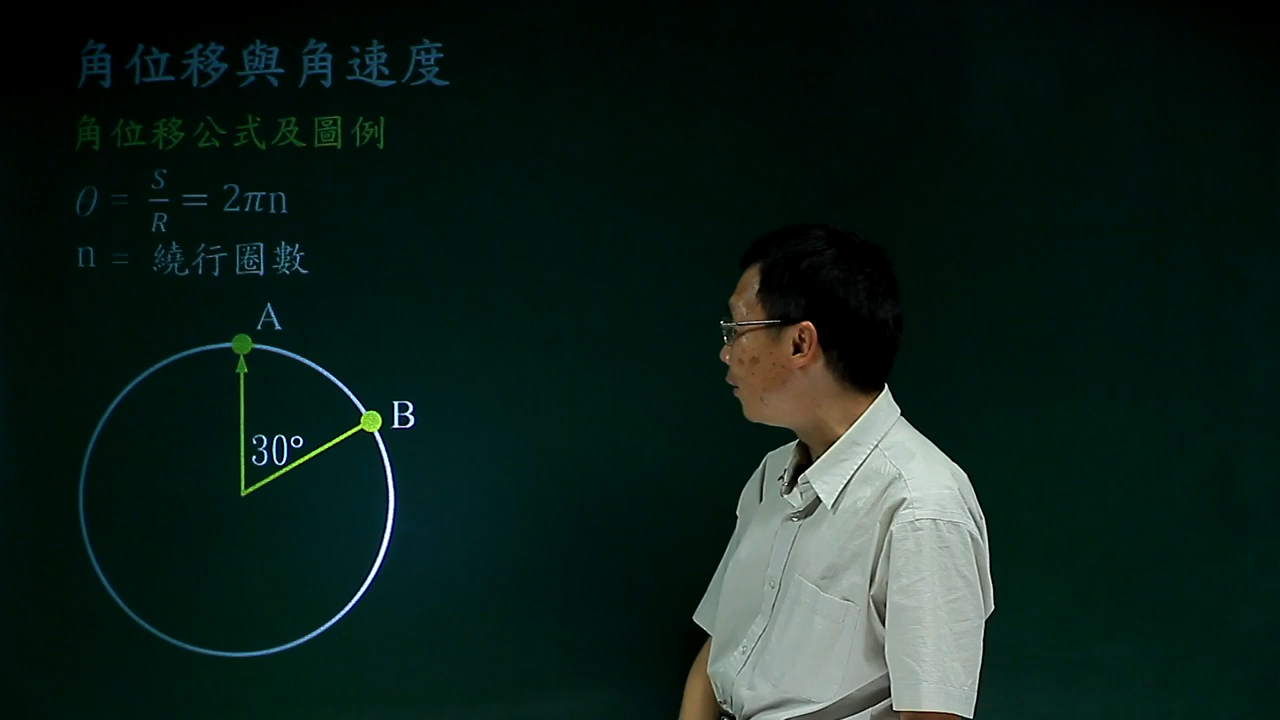 角位移與角速度
角位移公式及圖例
θ = S/R = 2πn
n = 繞行圈數
A
B
30°